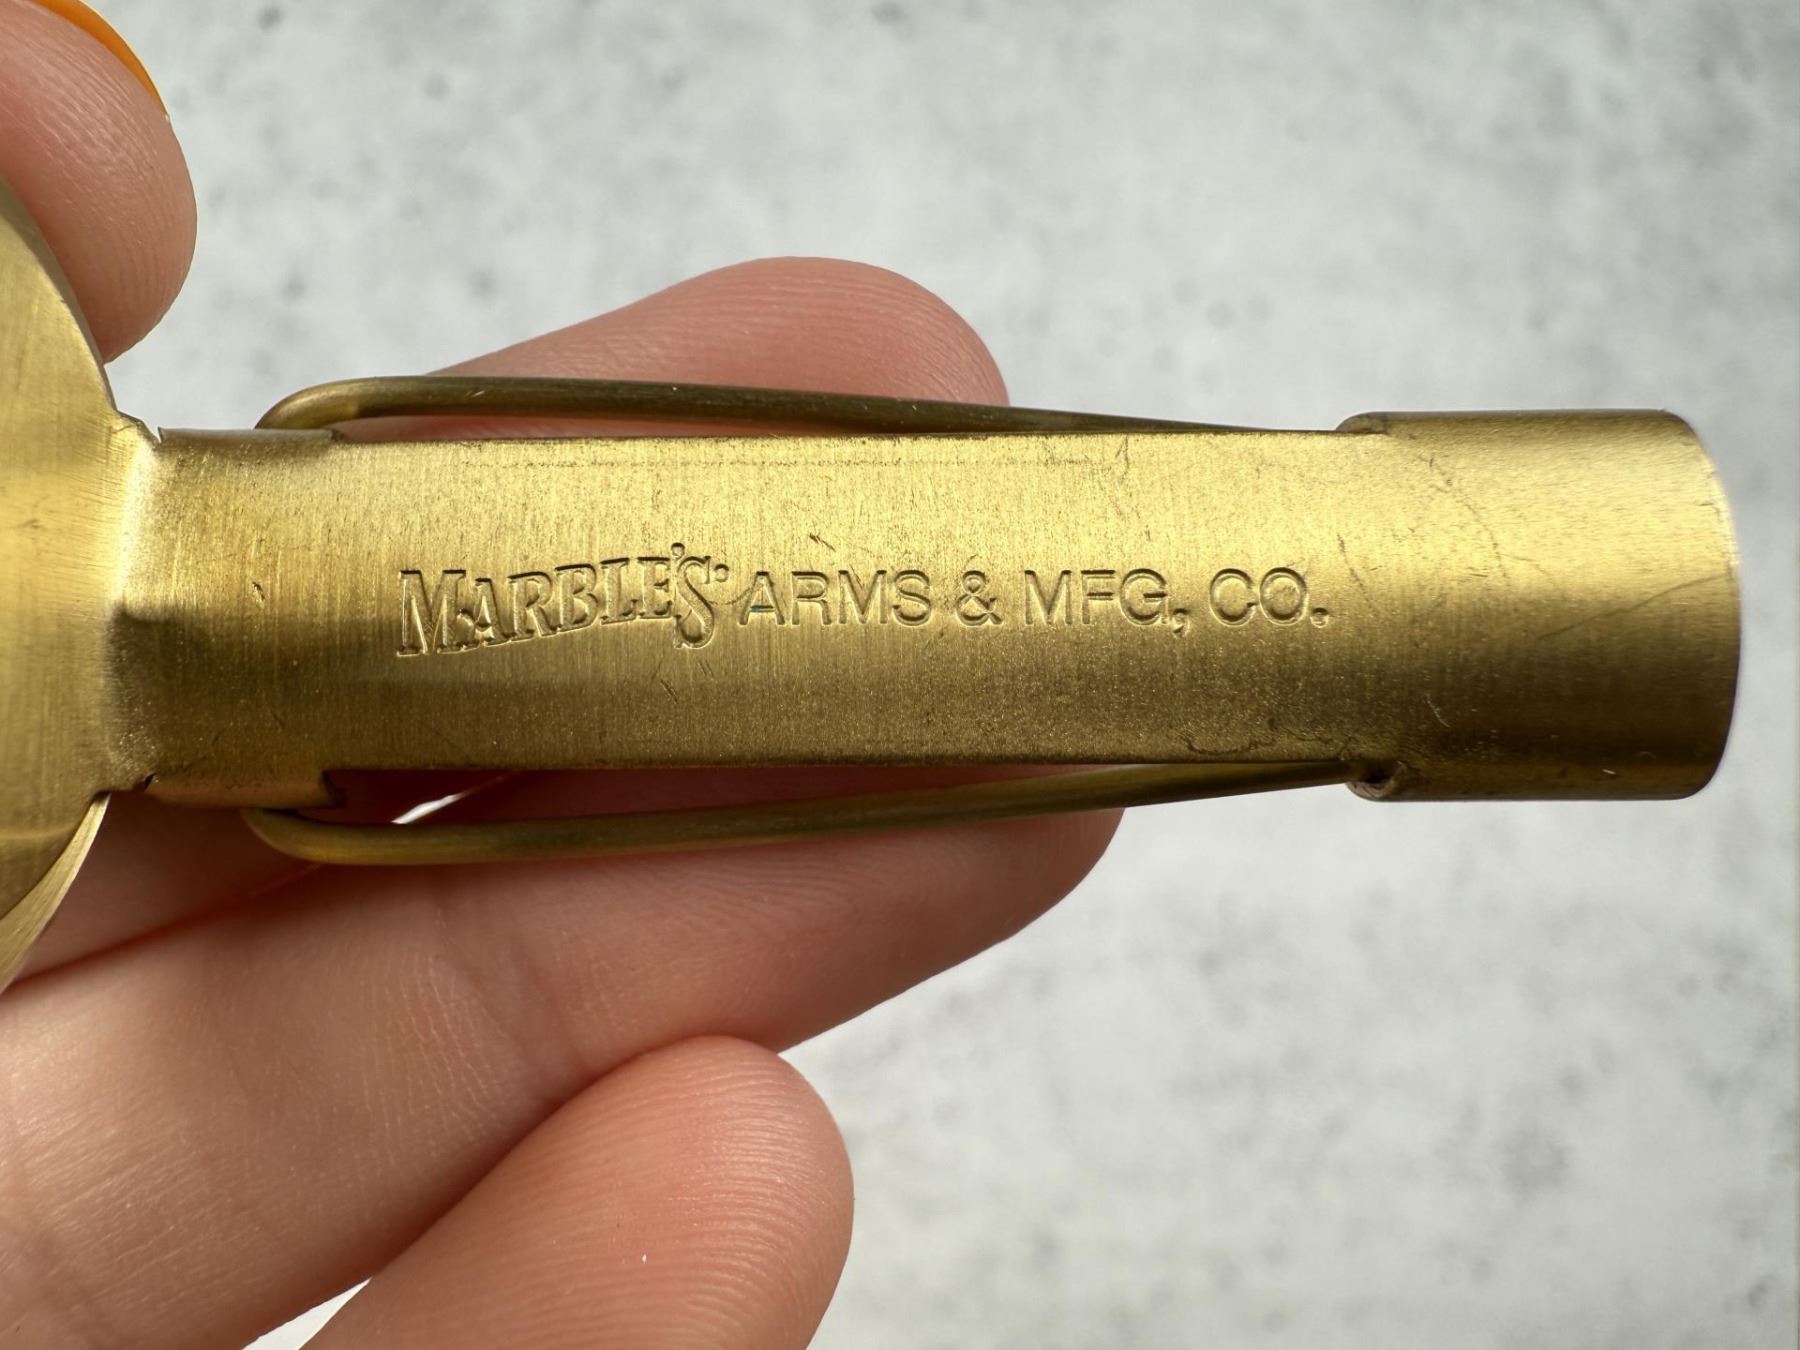 MARBLE'S. ARMS & MFG, CO.